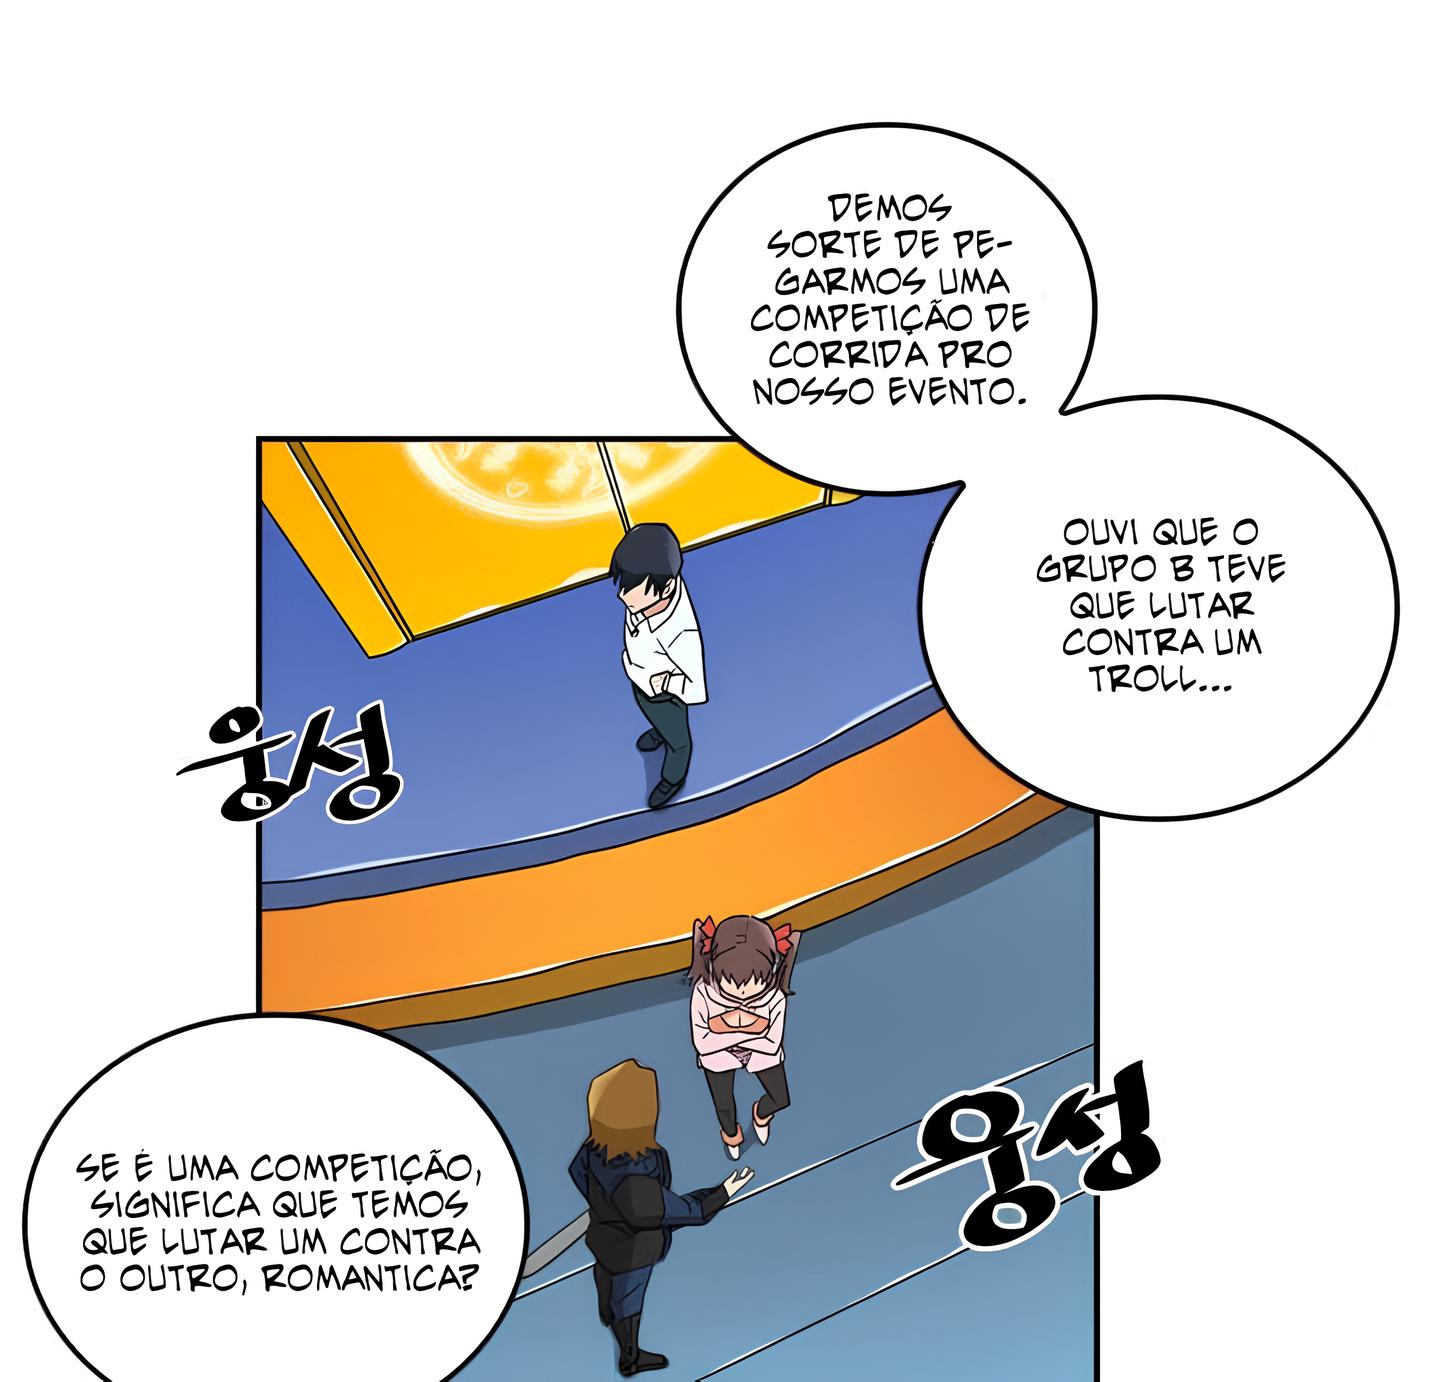 DEMOS
SORTE DE PE-
GARMOS UMA
COMPETIÇÃO DE
CORRIDA PRO
NOSSO EVENTO.
OUVI QUE O
GRUPO B TEVE
QUE LUTAR
CONTRA UM
TROLL...
웅성
웅성
SE É UMA COMPETIÇÃO,
SIGNIFICA QUE TEMOS
QUE LUTAR UM CONTRA
O OUTRO, ROMANTICA?